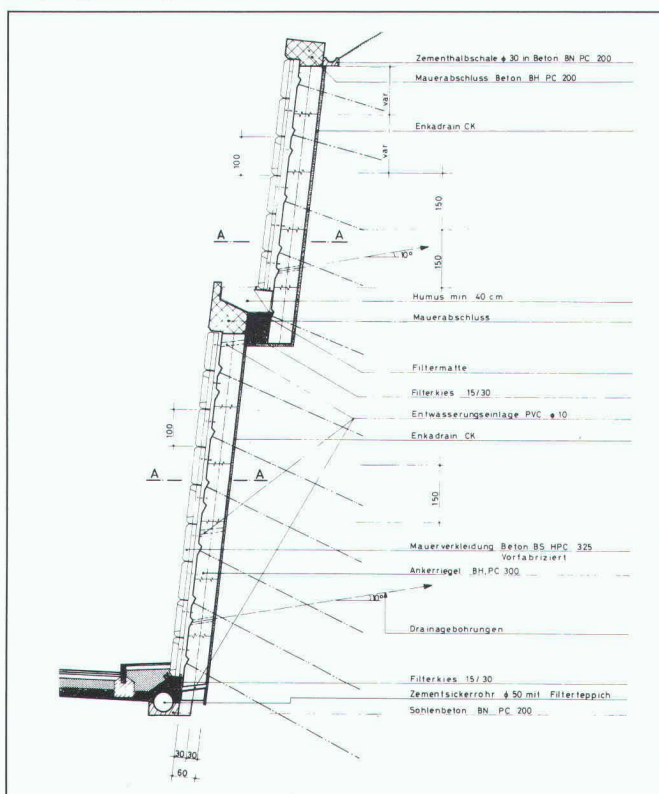 Zementhalbschale ϕ 30 in Beton BN PC 200
Mauerabschluss Beton BH PC 200
var
Enkadrain CK
var
100
150
A
A
150
10°
Humus min 40 cm
Mauerabschluss
Filtermatte
Filterkies 15/30
Entwasserungseinlage PVC ϕ 10
100
Enkadrain CK
A
A
150
Mauerverkleidung Beton BS HPC 325
Vorfabriziert
Ankerriegel BH, PC 300
10°
Drainagebohrungen
Filterkies 15/30
Zementsickerrohr ϕ 50 mit Filterteppich
Sohlenbeton BN PC 200
30 30
60